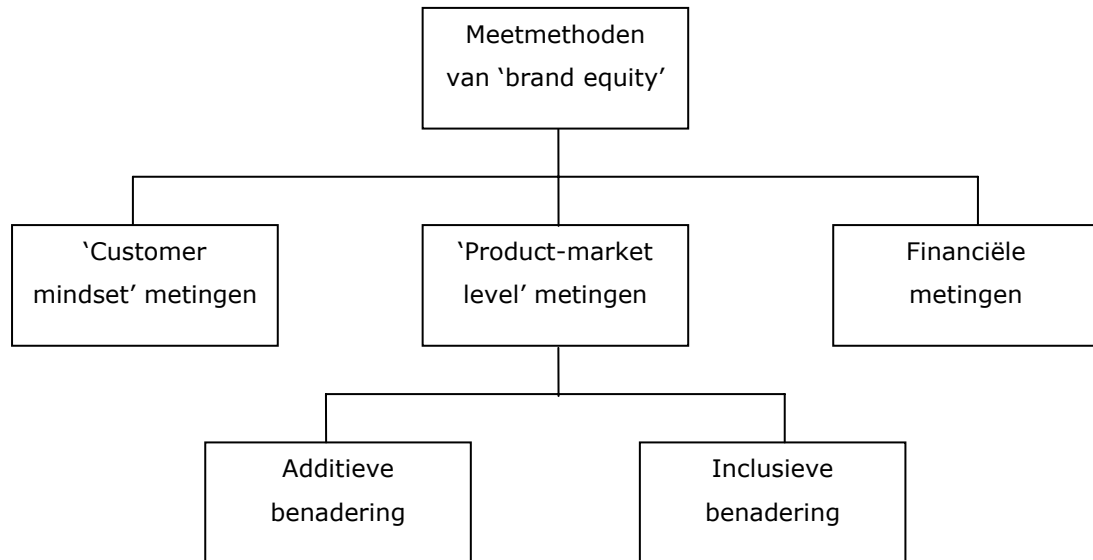 Meetmethoden
van ‘brand equity’
‘Customer
mindset’ metingen
‘Product-market
level’ metingen
Financiële
metingen
Additieve
benadering
Inclusieve
benadering